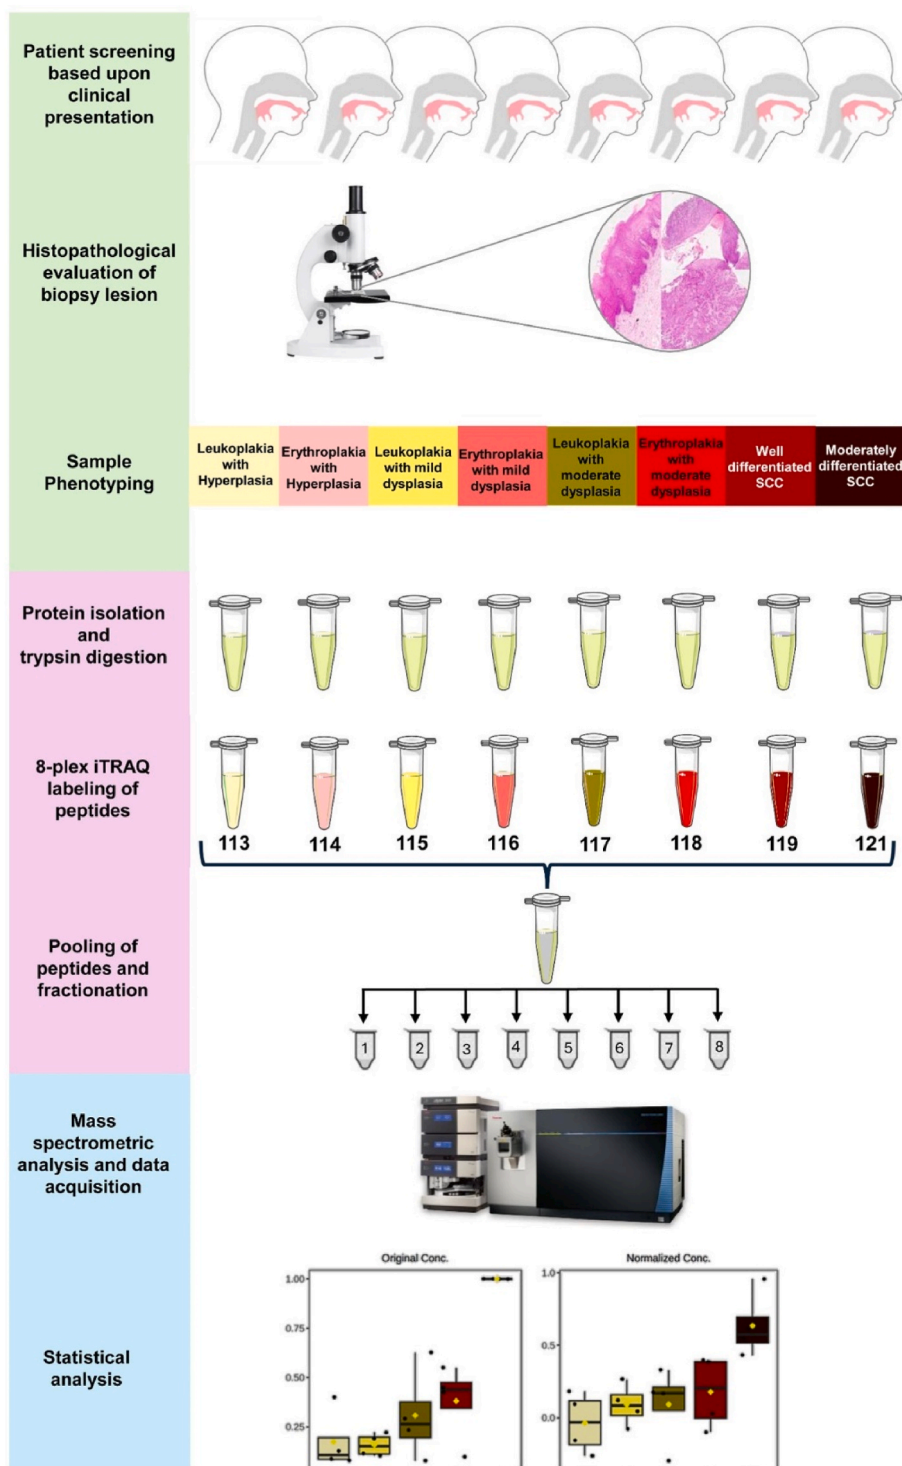 Patient screening
based upon
clinical
presentation
Histopathological
evaluation of
biopsy lesion
Sample
Phenotyping
Leukoplakia
with
Hyperplasia
Erythroplakia
with
Hyperplasia
Leukoplakia
with mild
dysplasia
Erythroplakia
with mild
dysplasia
Leukoplakia
with
moderate
dysplasia
Erythroplakia
with
moderate
dysplasia
Well
differentiated
SCC
Moderately
differentiated
SCC
Protein isolation
and
trypsin digestion
8-plex iTRAQ
labeling of
peptides
113 114 115 116 117 118 119 121
Pooling of
peptides and
fractionation
1 2 3 4 5 6 7 8
Mass
spectrometric
analysis and data
acquisition
Statistical
analysis
Original Conc.
1.00
0.75
0.50
0.25
Normalized Conc.
1.0
0.5
0.0